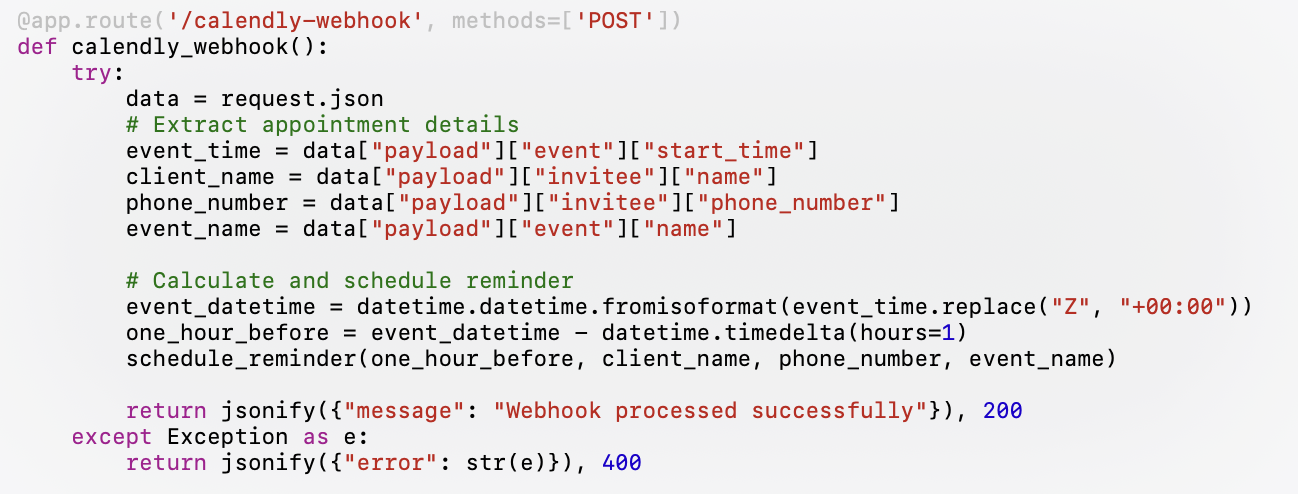 @app.route('/calendly-webhook', methods=['POST'])
def calendly_webhook():
    try:
        data = request.json
        # Extract appointment details
        event_time = data["payload"]["event"]["start_time"]
        client_name = data["payload"]["invitee"]["name"]
        phone_number = data["payload"]["invitee"]["phone_number"]
        event_name = data["payload"]["event"]["name"]

        # Calculate and schedule reminder
        event_datetime = datetime.datetime.fromisoformat(event_time.replace("Z", "+00:00"))
        one_hour_before = event_datetime - datetime.timedelta(hours=1)
        schedule_reminder(one_hour_before, client_name, phone_number, event_name)

        return jsonify({"message": "Webhook processed successfully"}), 200
    except Exception as e:
        return jsonify({"error": str(e)}), 400